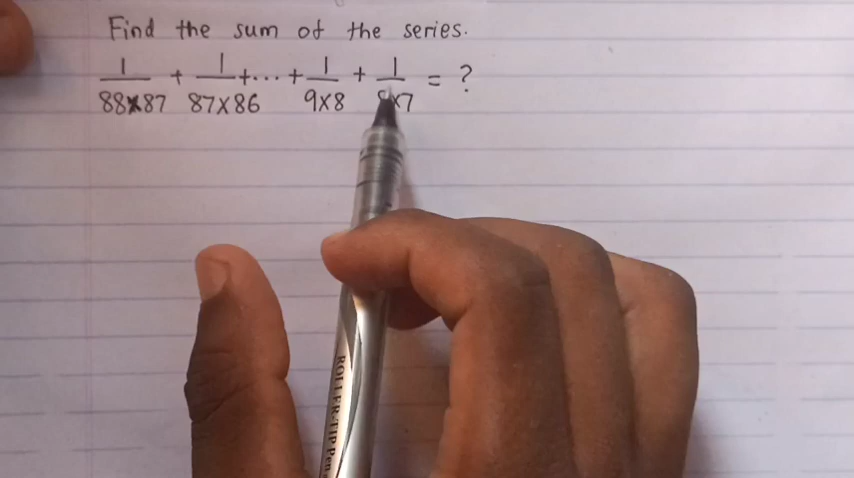 Find the sum of the series.
1/88×87 + 1/87×86 +...+ 1/9×8 + 1/8×7 = ?
ROLLER-TIP Pen